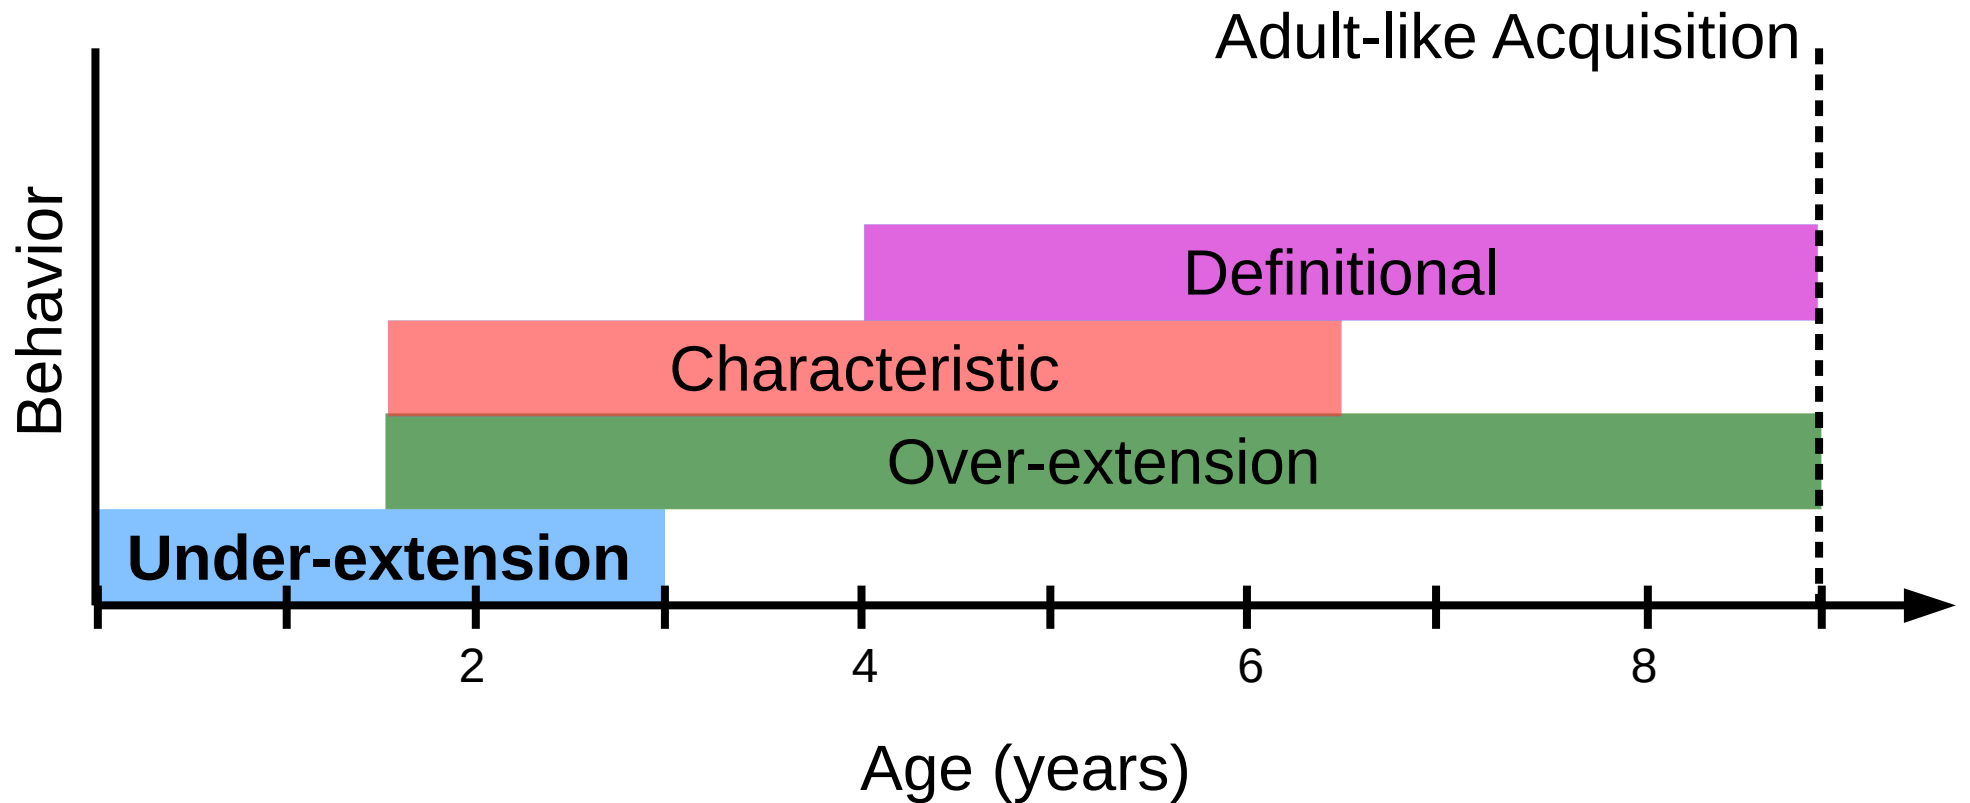 Adult-like Acquisition
Behavior
Definitional
Characteristic
Over-extension
Under-extension
2
4
6
8
Age (years)